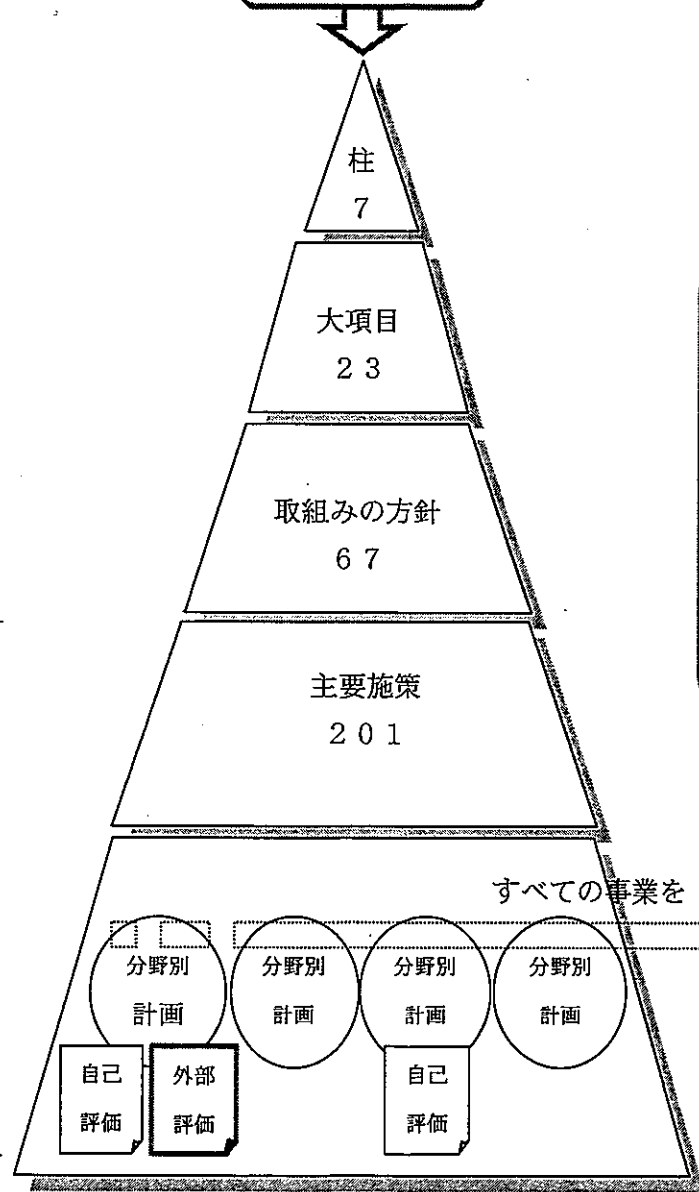 柱
7
大項目
23
取組みの方針
67
主要施策
201
すべての事業を
分野別
計画
分野別
計画
分野別
計画
分野別
計画
自己
評価
外部
評価
自己
評価